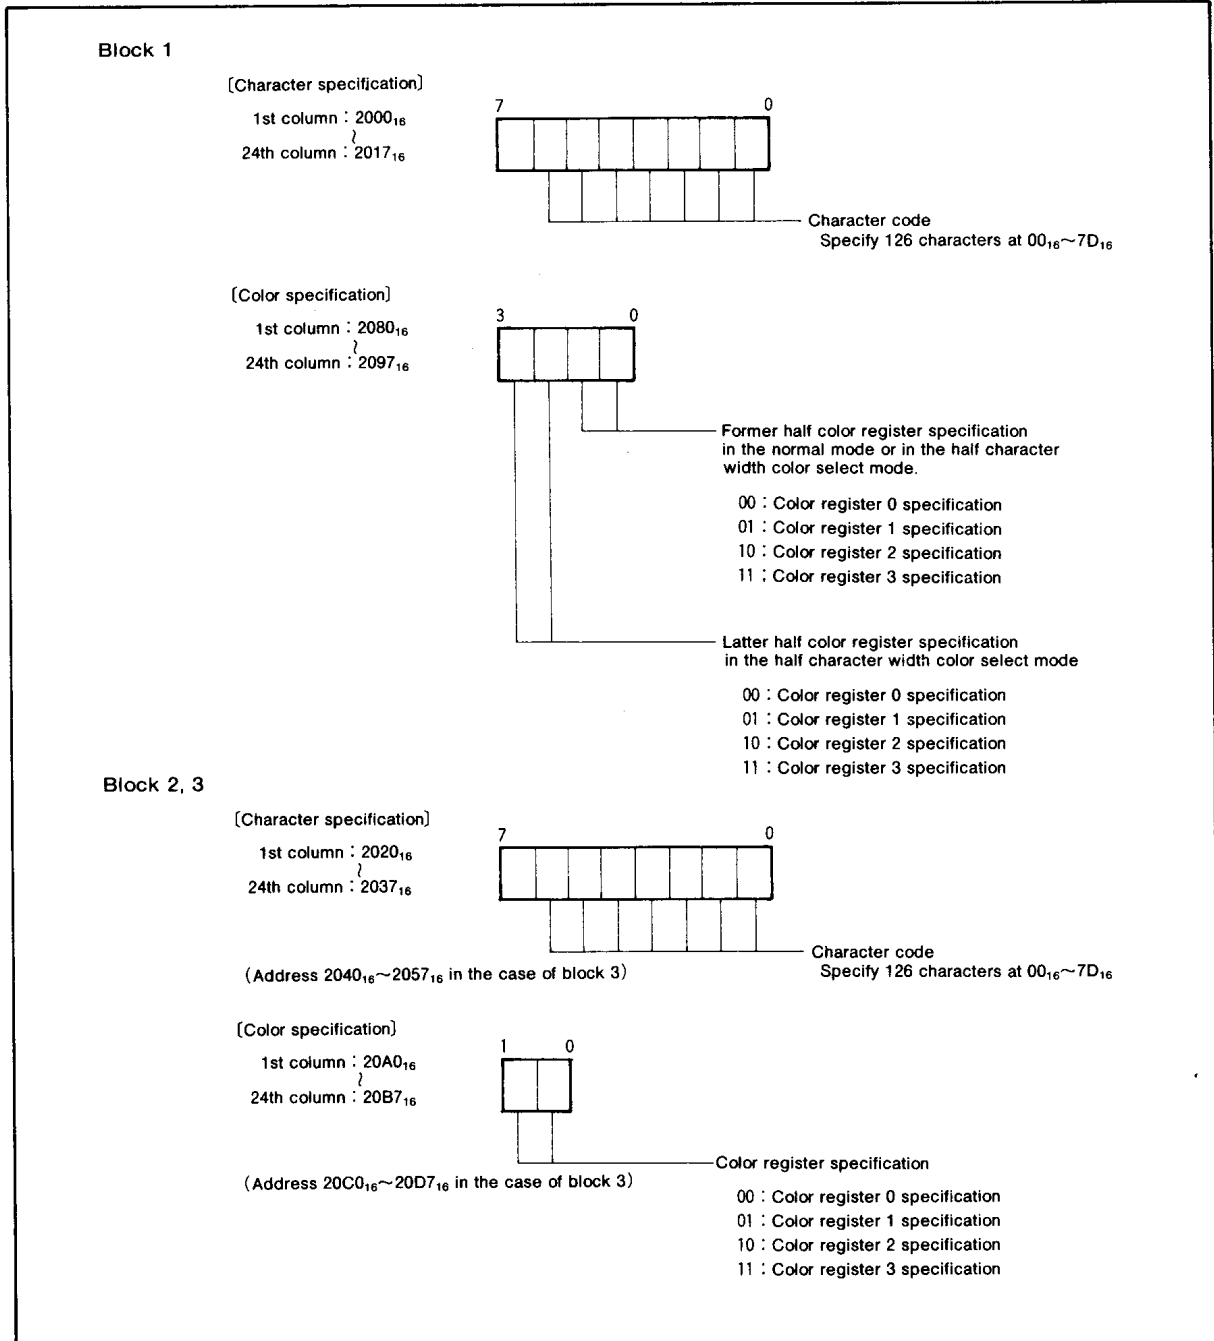 Block 1
〔Character specification〕
1st column : 2000₁₆
≀
24th column : 2017₁₆
7 0
Character code
Specify 126 characters at 00₁₆~7D₁₆
〔Color specification〕
1st column : 2080₁₆
≀
24th column : 2097₁₆
3 0
Former half color register specification
in the normal mode or in the half character
width color select mode.
00 : Color register 0 specification
01 : Color register 1 specification
10 : Color register 2 specification
11 : Color register 3 specification
Latter half color register specification
in the half character width color select mode
00 : Color register 0 specification
01 : Color register 1 specification
10 : Color register 2 specification
11 : Color register 3 specification
Block 2, 3
〔Character specification〕
1st column : 2020₁₆
≀
24th column : 2037₁₆
7 0
Character code
Specify 126 characters at 00₁₆~7D₁₆
(Address 2040₁₆~2057₁₆ in the case of block 3)
〔Color specification〕
1st column : 20A0₁₆
≀
24th column : 20B7₁₆
1 0
Color register specification
(Address 20C0₁₆~20D7₁₆ in the case of block 3)
00 : Color register 0 specification
01 : Color register 1 specification
10 : Color register 2 specification
11 : Color register 3 specification